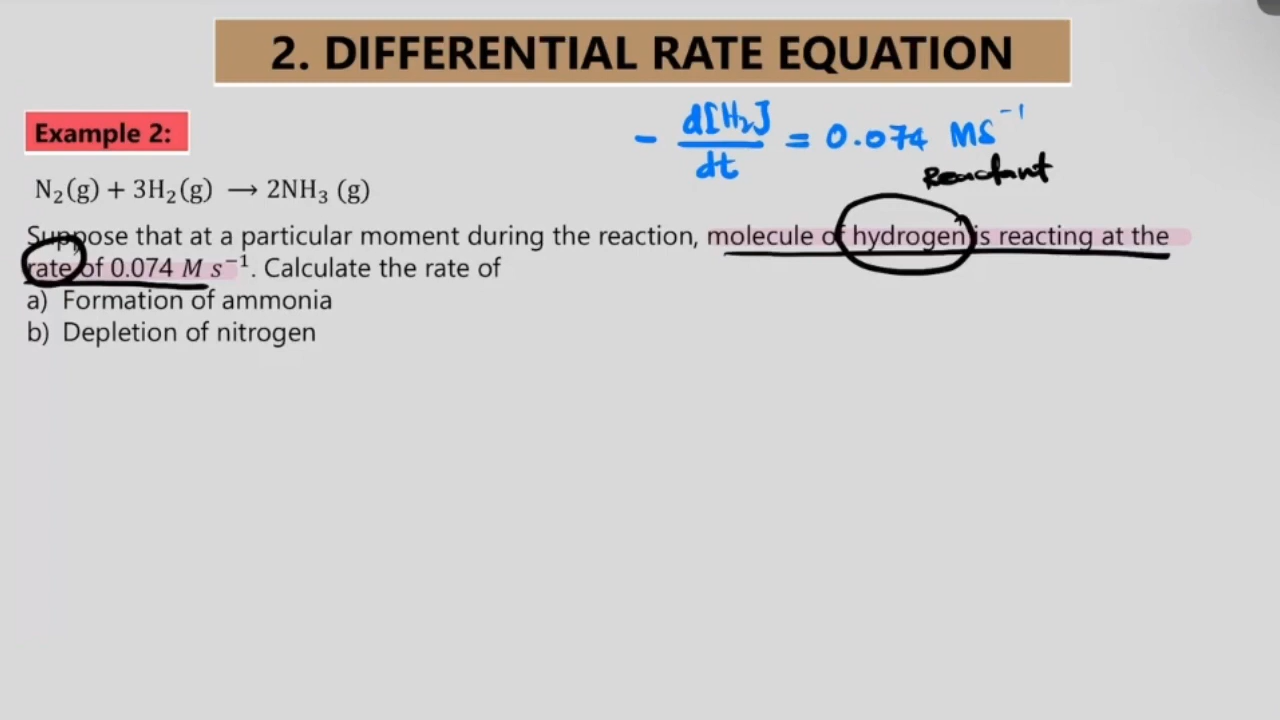 2. DIFFERENTIAL RATE EQUATION
Example 2:
- d[H₂]/dt = 0.074 MS⁻¹
N₂(g) + 3H₂(g) ⟶ 2NH₃ (g)
Reactant
Suppose that at a particular moment during the reaction, molecule of hydrogen is reacting at the
rate of 0.074 M s⁻¹. Calculate the rate of
a) Formation of ammonia
b) Depletion of nitrogen